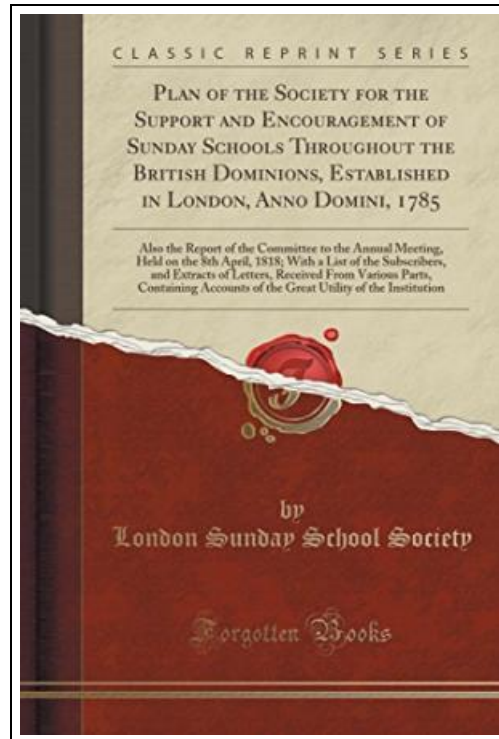 CLASSIC REPRINT SERIES
PLAN OF THE SOCIETY FOR THE
SUPPORT AND ENCOURAGEMENT OF
SUNDAY SCHOOLS THROUGHOUT THE
BRITISH DOMINIONS, ESTABLISHED
IN LONDON, ANNO DOMINI, 1785
Also the Report of the Committee to the Annual Meeting,
Held on the 8th April, 1818; With a List of the Subscribers,
and Extracts of Letters, Received From Various Parts,
Containing Accounts of the Great Utility of the Institution
by
London Sunday School Society
Forgotten Books